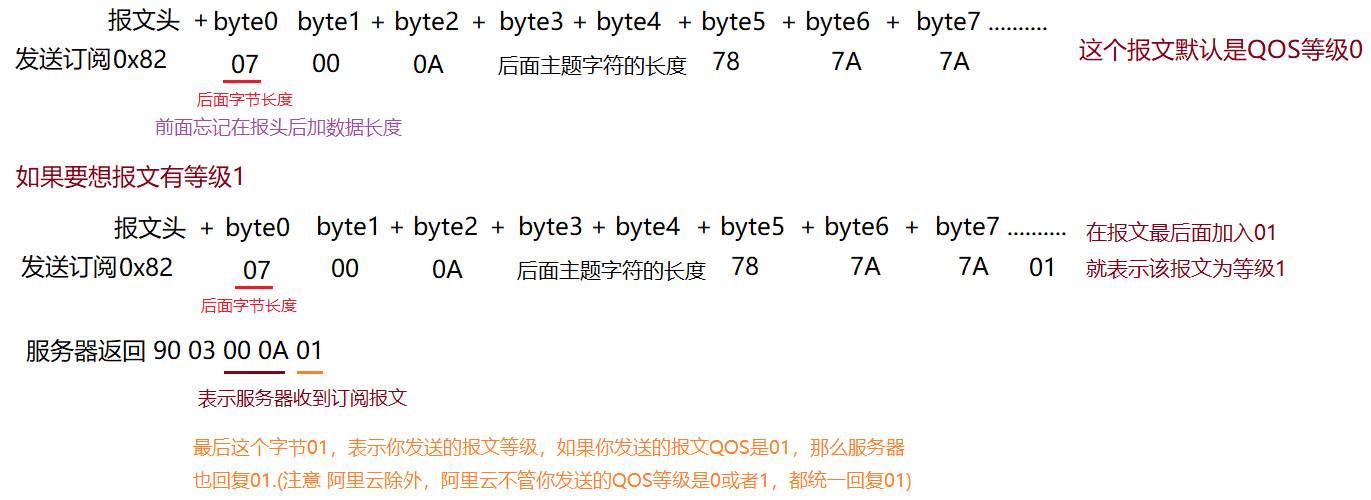 报文头 + byte0 byte1 + byte2 + byte3 + byte4 + byte5 + byte6 + byte7 ..........
发送订阅0x82 07 00 0A 后面主题字符的长度 78 7A 7A 这个报文默认是QOS等级0
后面字节长度
前面忘记在报头后加数据长度
如果要想报文有等级1
报文头 + byte0 byte1 + byte2 + byte3 + byte4 + byte5 + byte6 + byte7 .......... 在报文最后面加入01
发送订阅0x82 07 00 0A 后面主题字符的长度 78 7A 7A 01 就表示该报文为等级1
后面字节长度
服务器返回 90 03 00 0A 01
表示服务器收到订阅报文
最后这个字节01，表示你发送的报文等级，如果你发送的报文QOS是01，那么服务器
也回复01.(注意 阿里云除外，阿里云不管你发送的QOS等级是0或者1，都统一回复01)